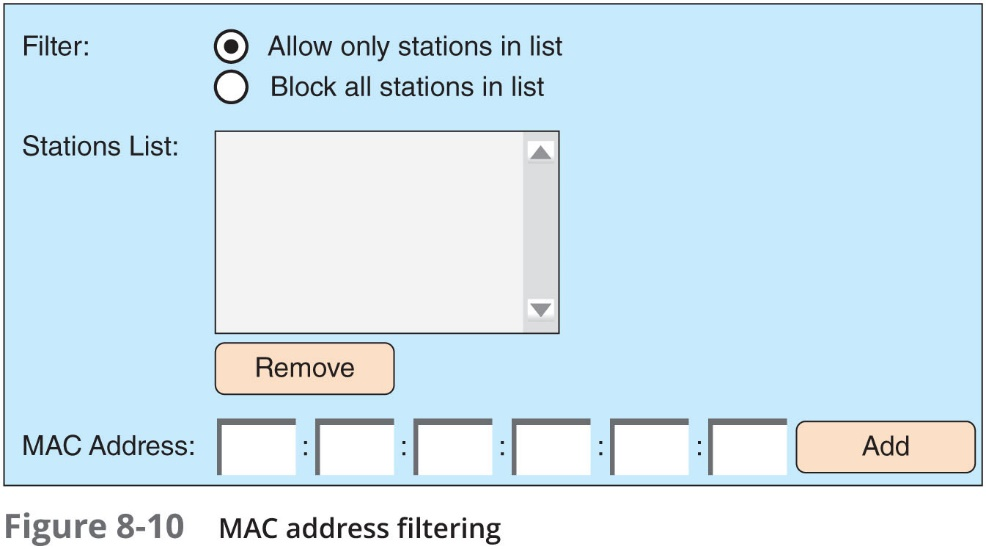 Filter:
Allow only stations in list
Block all stations in list
Stations List:
Remove
MAC Address: : : : : : Add
Figure 8-10 MAC address filtering